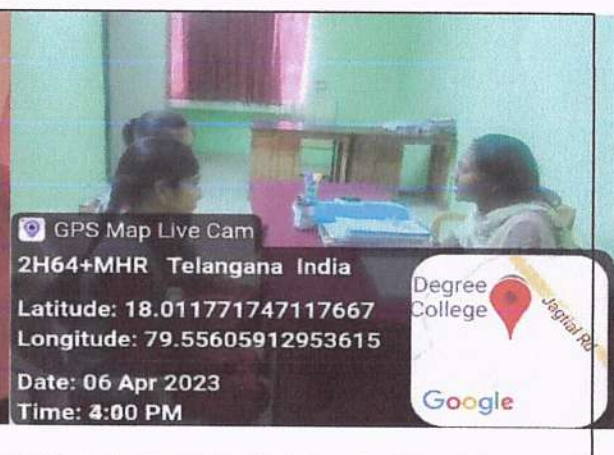 GPS Map Live Cam
2H64+MHR Telangana India
Latitude: 18.011771747117667
Longitude: 79.55605912953615
Date: 06 Apr 2023
Time: 4:00 PM
Degree
College
Jagtial Rd
Google